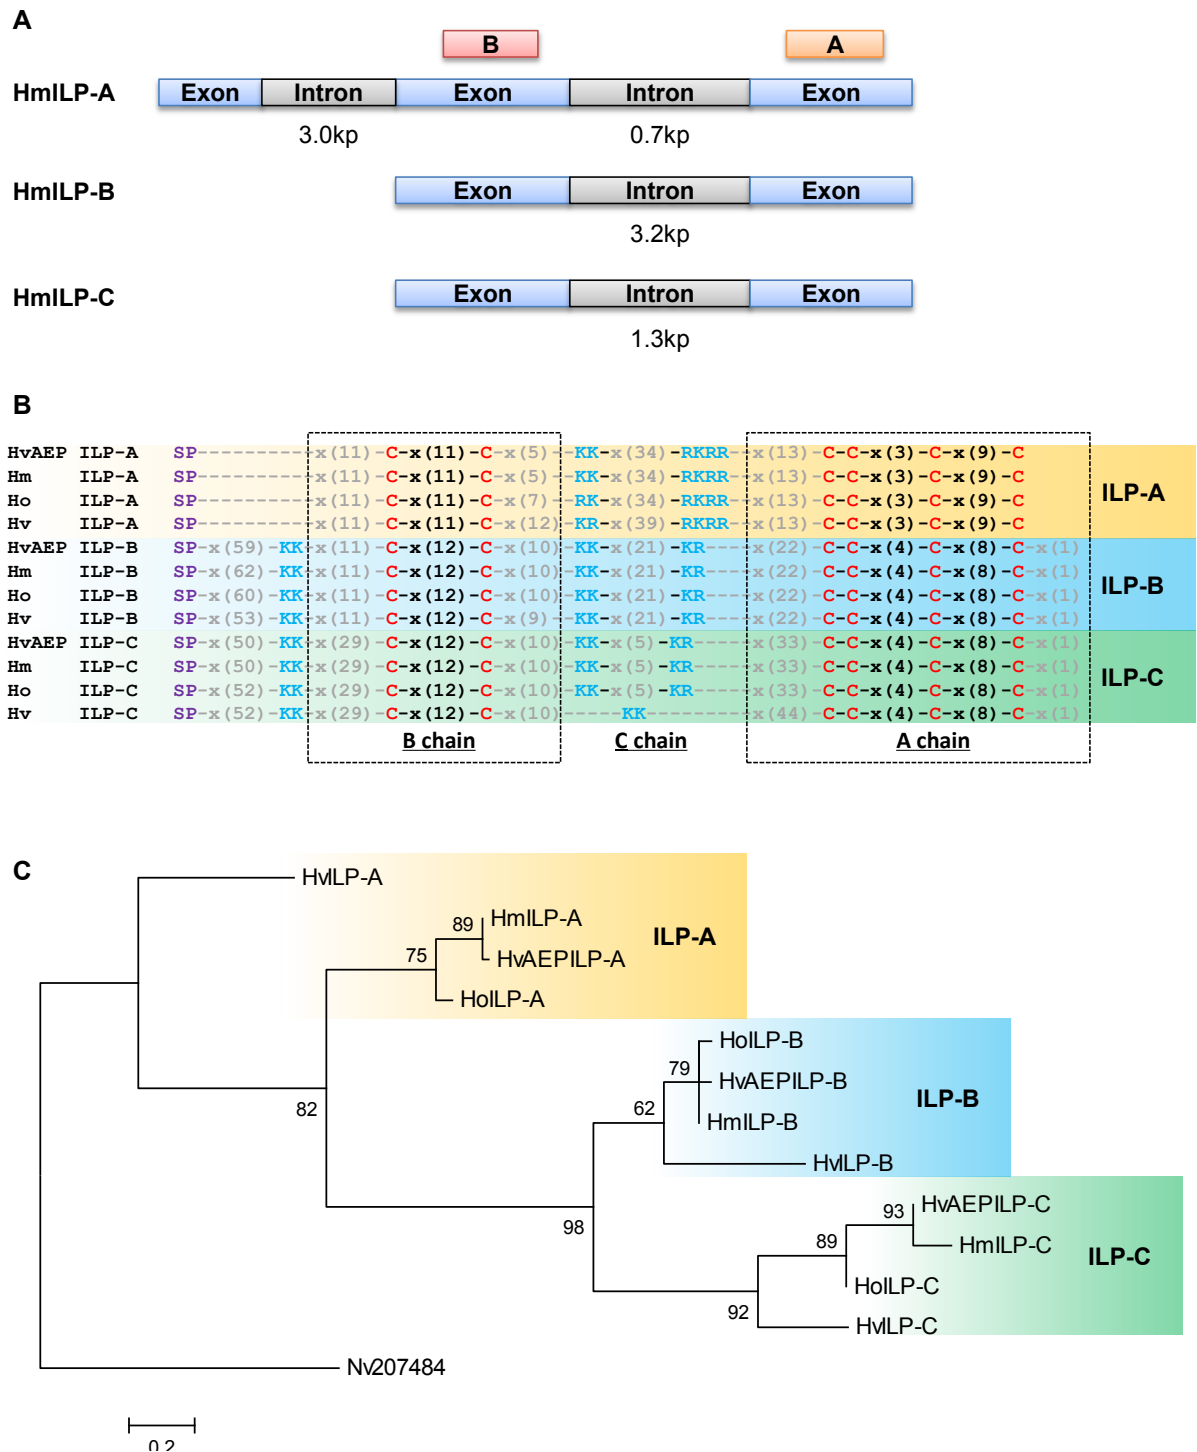 A
B A
HmILP-A Exon Intron Exon Intron Exon
3.0kp 0.7kp
HmILP-B Exon Intron Exon
3.2kp
HmILP-C Exon Intron Exon
1.3kp
B
HvAEP ILP-A SP----------x(11)-C-x(11)-C-x(5)--KK-x(34)-RKRR--x(13)-C-C-x(3)-C-x(9)-C
Hm ILP-A SP----------x(11)-C-x(11)-C-x(5)--KK-x(34)-RKRR--x(13)-C-C-x(3)-C-x(9)-C
Ho ILP-A SP----------x(11)-C-x(11)-C-x(7)--RK-x(34)-RKRR--x(13)-C-C-x(3)-C-x(9)-C
Hv ILP-A SP----------x(11)-C-x(11)-C-x(12)-KR-x(39)-RKRR--x(13)-C-C-x(3)-C-x(9)-C
HvAEP ILP-B SP-x(59)-KK-x(11)-C-x(12)-C-x(10)-KK-x(21)-KR----x(22)-C-C-x(4)-C-x(8)-C-x(1)
Hm ILP-B SP-x(62)-KK-x(11)-C-x(12)-C-x(10)-KK-x(21)-KR----x(22)-C-C-x(4)-C-x(8)-C-x(1)
Ho ILP-B SP-x(60)-KK-x(11)-C-x(12)-C-x(10)-KK-x(21)-KR----x(22)-C-C-x(4)-C-x(8)-C-x(1)
Hv ILP-B SP-x(53)-KK-x(11)-C-x(12)-C-x(9)--KK-x(21)-KR----x(22)-C-C-x(4)-C-x(8)-C-x(1)
HvAEP ILP-C SP-x(50)-KK-x(29)-C-x(12)-C-x(10)-KK-x(5)-KR-----x(33)-C-C-x(4)-C-x(8)-C-x(1)
Hm ILP-C SP-x(50)-KK-x(29)-C-x(12)-C-x(10)-KK-x(5)-KR-----x(33)-C-C-x(4)-C-x(8)-C-x(1)
Ho ILP-C SP-x(52)-KK-x(29)-C-x(12)-C-x(10)-KK-x(5)-KR-----x(33)-C-C-x(4)-C-x(8)-C-x(1)
Hv ILP-C SP-x(52)-KK-x(29)-C-x(12)-C-x(10)-----KK---------x(44)-C-C-x(4)-C-x(8)-C-x(1)
ILP-A
ILP-B
ILP-C
B chain C chain A chain
C
HvILP-A
HmILP-A
89
ILP-A
75
HvAEPILP-A
HoILP-A
HoILP-B
79
HvAEPILP-B
ILP-B
82
62
HmILP-B
HvILP-B
HvAEPILP-C
93
98
89
HmILP-C
ILP-C
HoILP-C
92
HvILP-C
Nv207484
0.2